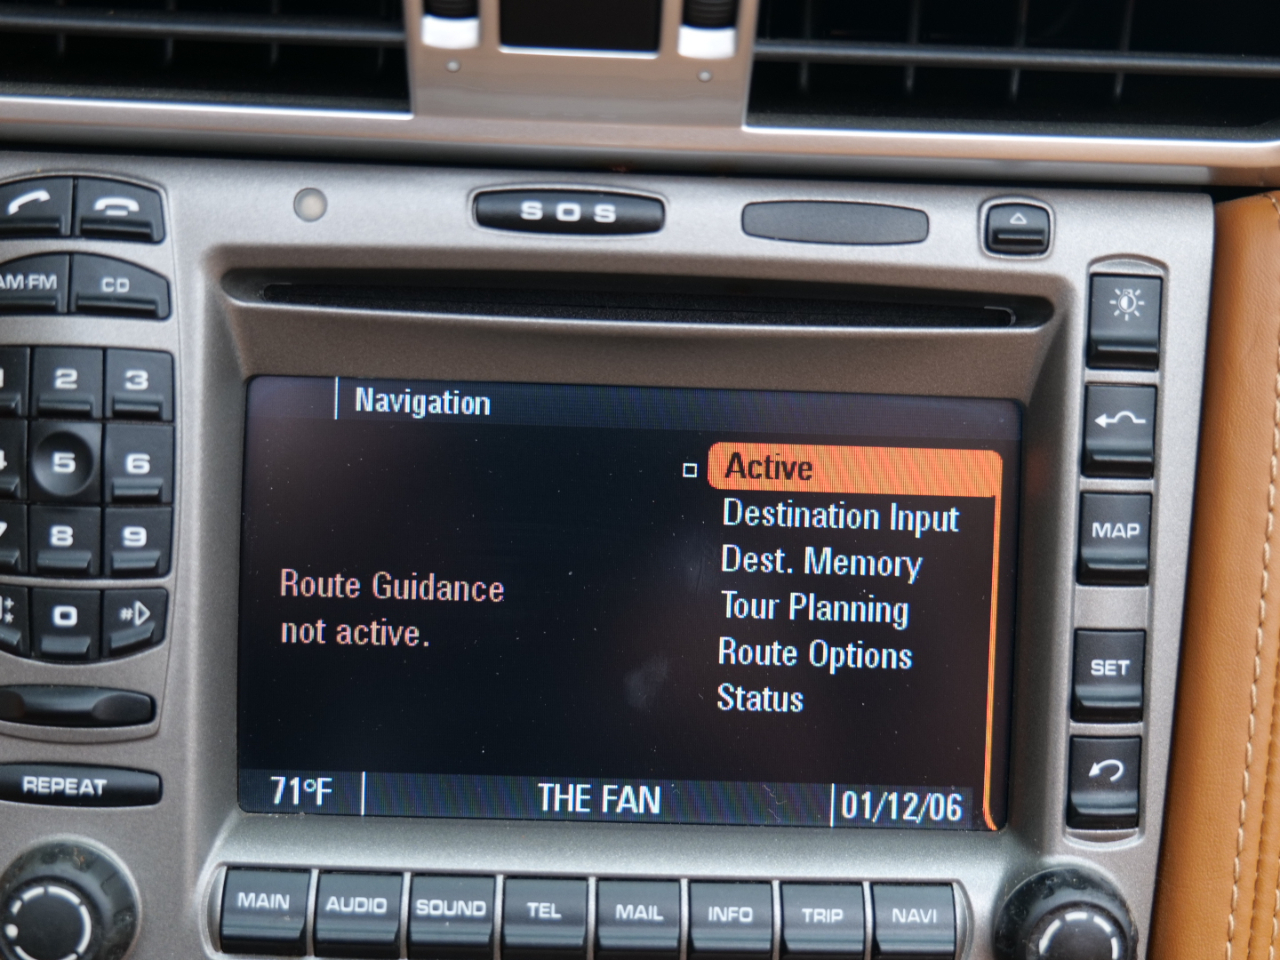 SOS
AM·FM
CD
2
3
5
6
7
8
9
0
#
Navigation
Active
Destination Input
Dest. Memory
Tour Planning
Route Options
Status
Route Guidance
not active.
71°F
THE FAN
01/12/06
MAP
SET
REPEAT
MAIN
AUDIO
SOUND
TEL
MAIL
INFO
TRIP
NAVI